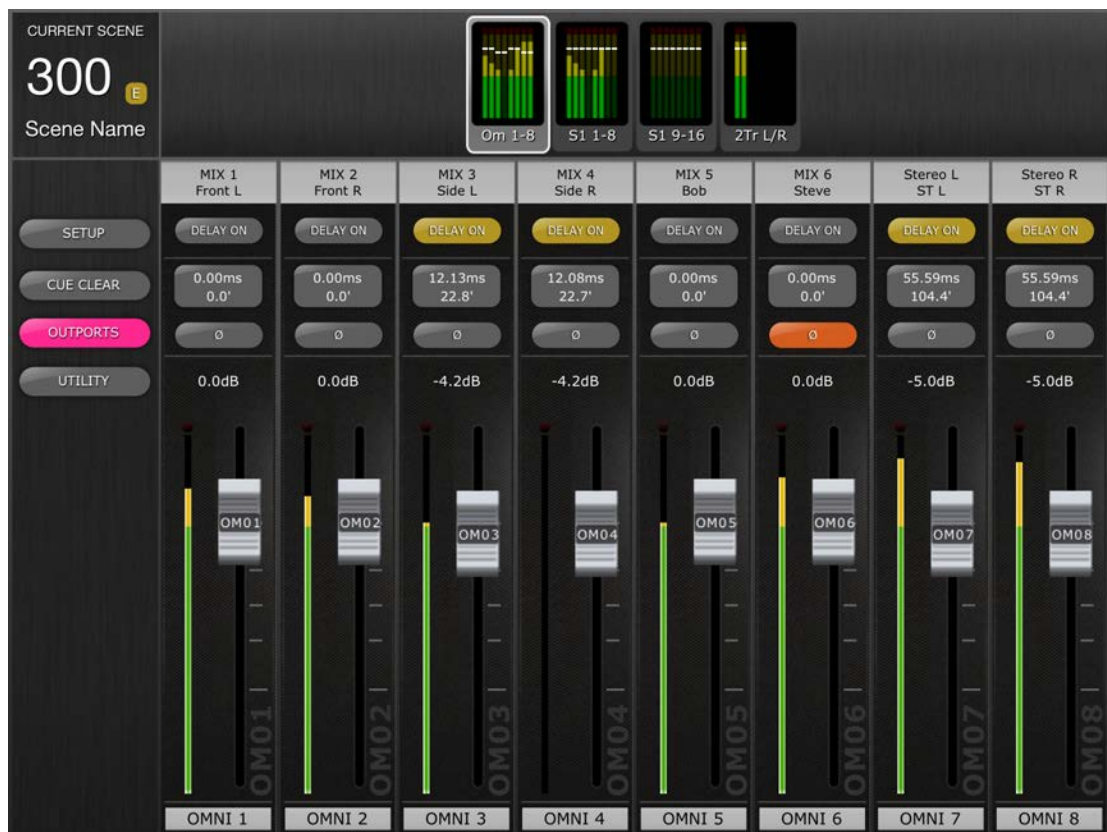 CURRENT SCENE
300 E
Scene Name
Om 1-8 S1 1-8 S1 9-16 2Tr L/R
MIX 1 MIX 2 MIX 3 MIX 4 MIX 5 MIX 6 Stereo L Stereo R
Front L Front R Side L Side R Bob Steve ST L ST R
SETUP DELAY ON DELAY ON DELAY ON DELAY ON DELAY ON DELAY ON DELAY ON DELAY ON
CUE CLEAR 0.00ms 0.00ms 12.13ms 12.08ms 0.00ms 0.00ms 55.59ms 55.59ms
0.0' 0.0' 22.8' 22.7' 0.0' 0.0' 104.4' 104.4'
OUTPORTS Ø Ø Ø Ø Ø Ø Ø Ø
UTILITY 0.0dB 0.0dB -4.2dB -4.2dB 0.0dB 0.0dB -5.0dB -5.0dB
OM01 OM02 OM03 OM04 OM05 OM06 OM07 OM08
OM01 OM02 OM03 OM04 OM05 OM06 OM07 OM08
OMNI 1 OMNI 2 OMNI 3 OMNI 4 OMNI 5 OMNI 6 OMNI 7 OMNI 8